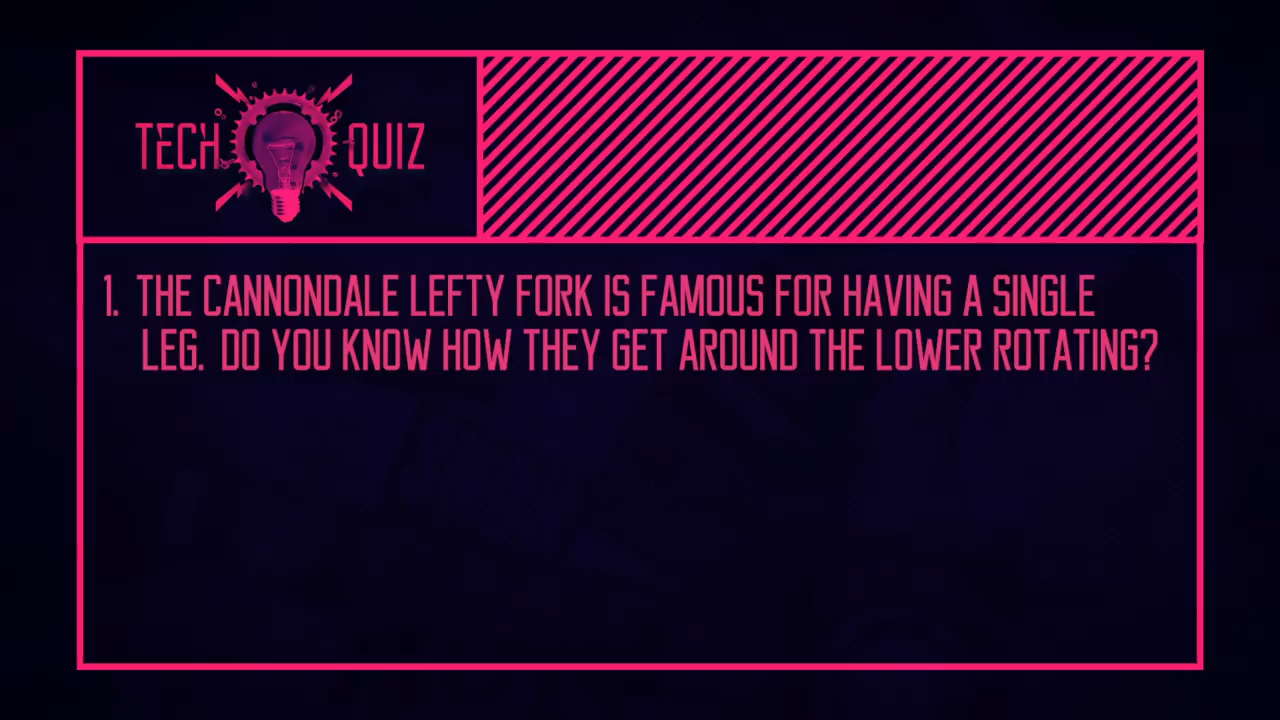 TECH QUIZ
1. THE CANNONDALE LEFTY FORK IS FAMOUS FOR HAVING A SINGLE
LEG. DO YOU KNOW HOW THEY GET AROUND THE LOWER ROTATING?